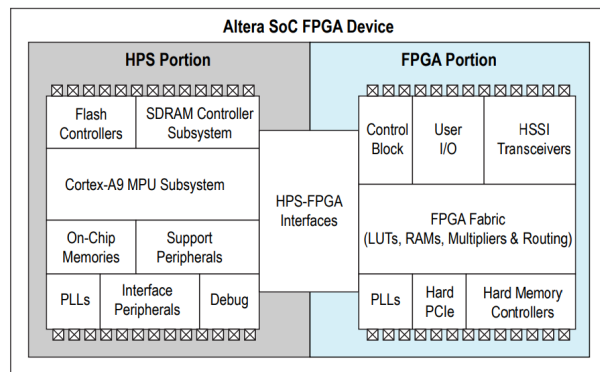 Altera SoC FPGA Device
HPS Portion
FPGA Portion
Flash
Controllers
SDRAM Controller
Subsystem
Cortex-A9 MPU Subsystem
On-Chip
Memories
Support
Peripherals
PLLs
Interface
Peripherals
Debug
HPS-FPGA
Interfaces
Control
Block
User
I/O
HSSI
Transceivers
FPGA Fabric
(LUTs, RAMs, Multipliers & Routing)
PLLs
Hard
PCIe
Hard Memory
Controllers